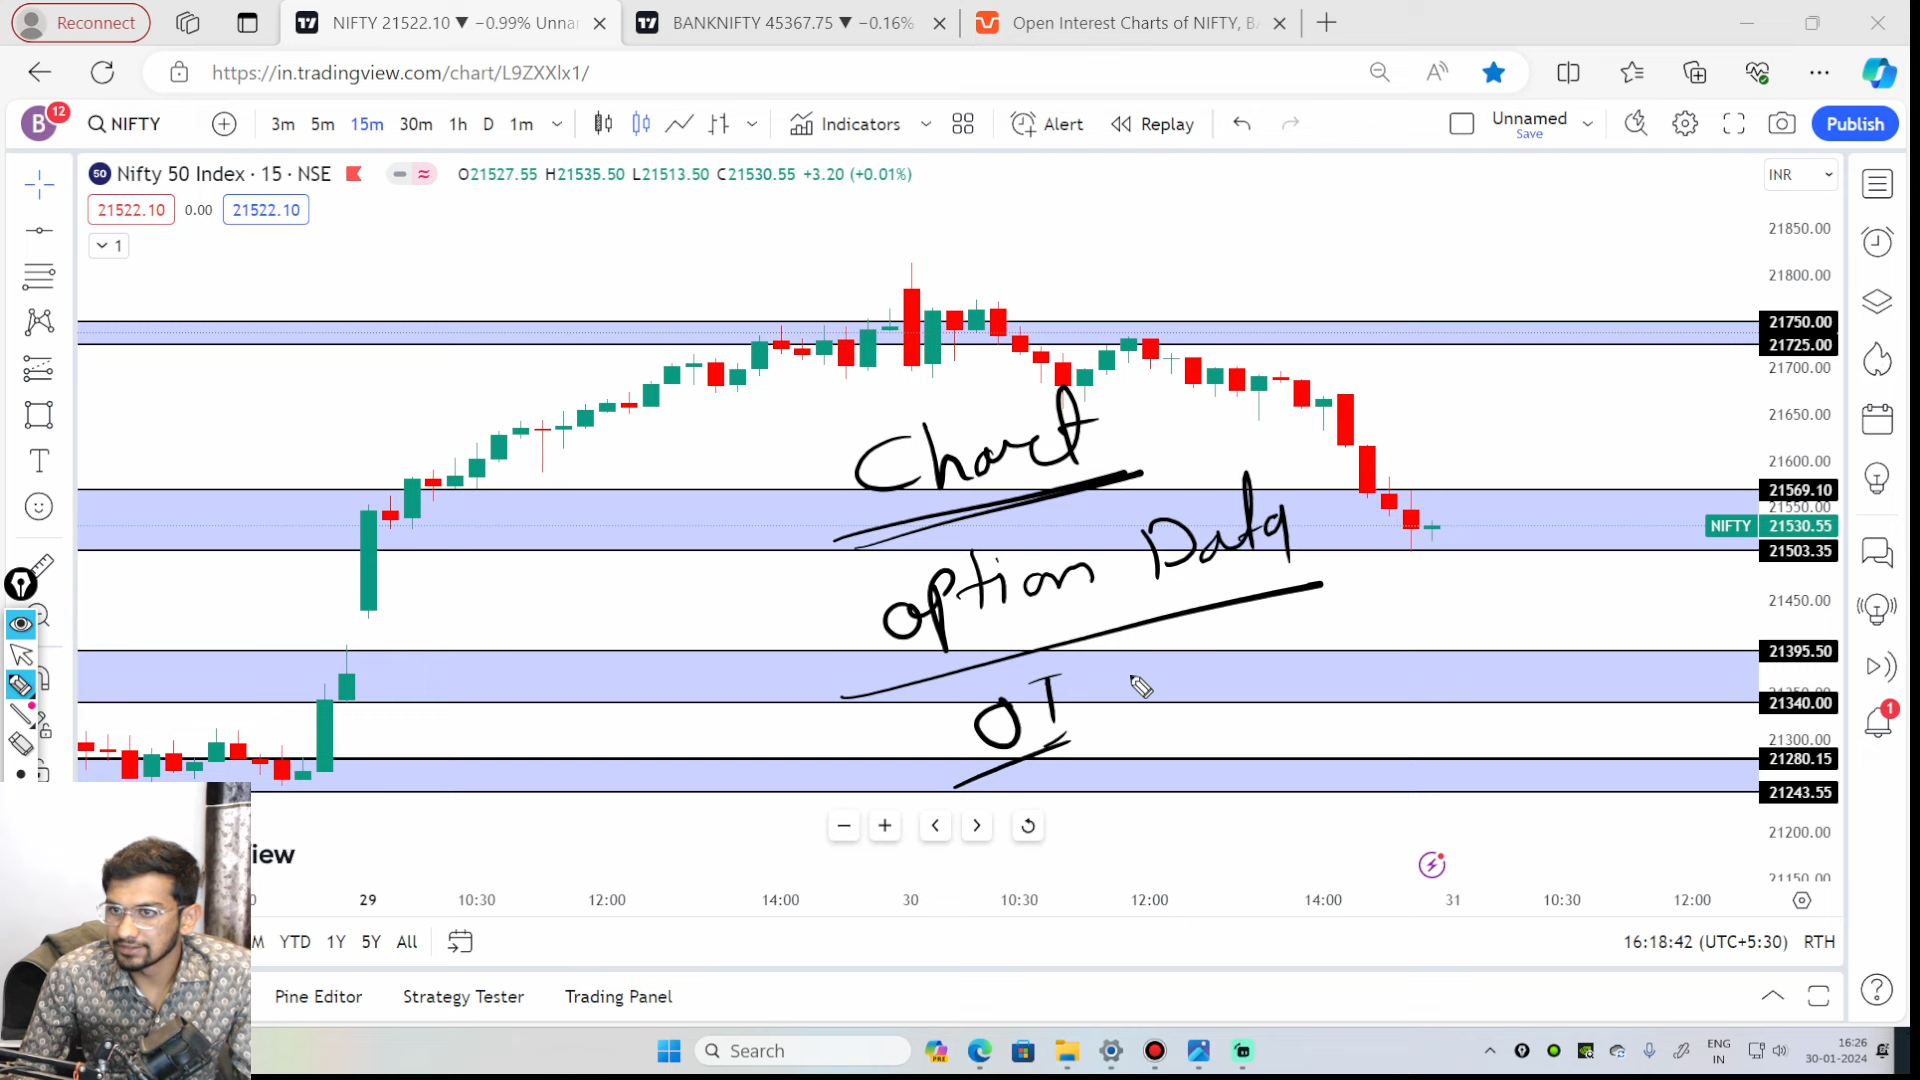 Reconnect
NIFTY 21522.10 ▼ −0.99% Unna
BANKNIFTY 45367.75 ▼ −0.16%
Open Interest Charts of NIFTY, B
https://in.tradingview.com/chart/L9ZXXlx1/
B 12 NIFTY 3m 5m 15m 30m 1h D 1m Indicators Alert Replay Unnamed Save Publish
50 Nifty 50 Index · 15 · NSE O21527.55 H21535.50 L21513.50 C21530.55 +3.20 (+0.01%)
INR
21522.10 0.00 21522.10
1
21850.00
21800.00
21750.00
21725.00
21700.00
21650.00
Chart
21600.00
21569.10
21550.00
option Data
NIFTY 21530.55
21503.35
21450.00
21395.50
OI
21340.00
21300.00
21280.15
21243.55
21200.00
iew
21150.00
29 10:30 12:00 14:00 30 10:30 12:00 14:00 31 10:30 12:00
M YTD 1Y 5Y All
16:18:42 (UTC+5:30) RTH
Pine Editor Strategy Tester Trading Panel
Search
ENG
IN
16:26
30-01-2024